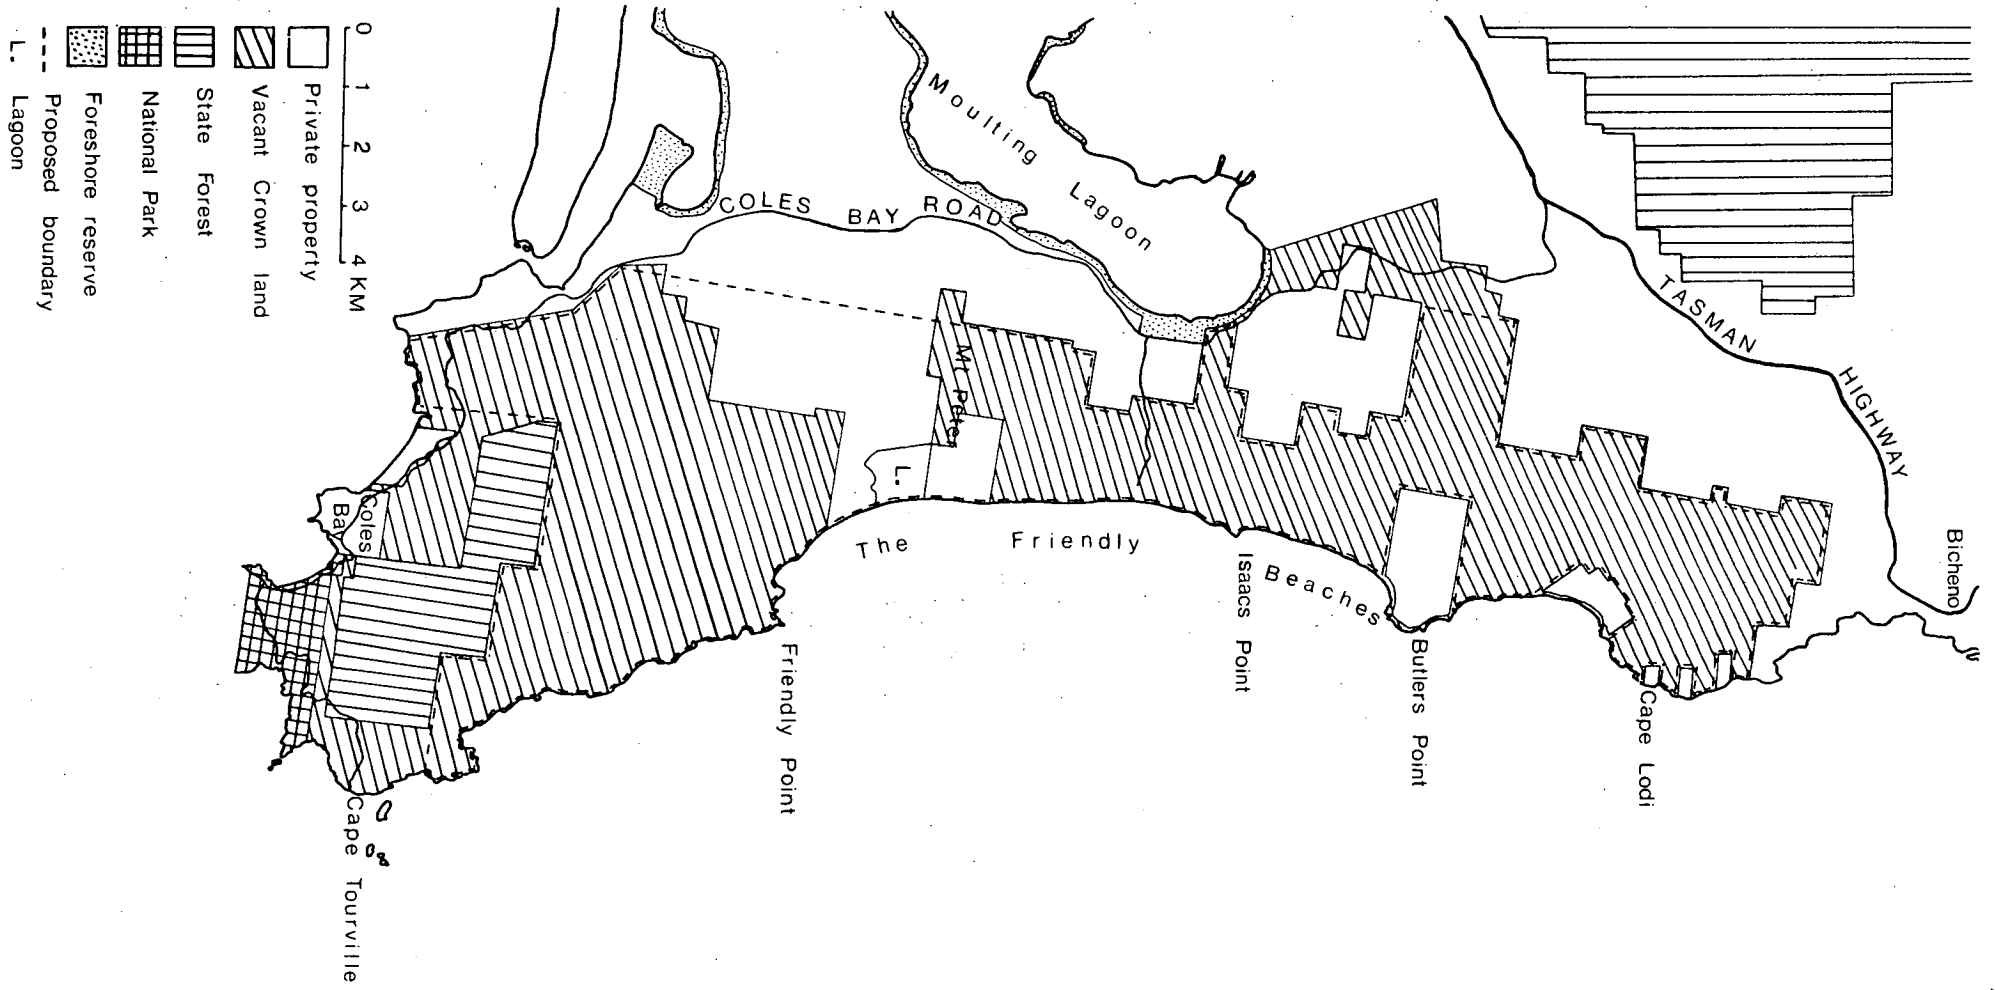 0 1 2 3 4 KM
Private property
Vacant Crown land
State Forest
National Park
Foreshore reserve
Proposed boundary
L. Lagoon
Moulting Lagoon
COLES BAY ROAD
TASMAN HIGHWAY
Bicheno
Mt Peter
L.
Coles
Bay
The Friendly Beaches
Isaacs Point
Butlers Point
Cape Lodi
Friendly Point
Cape Tourville